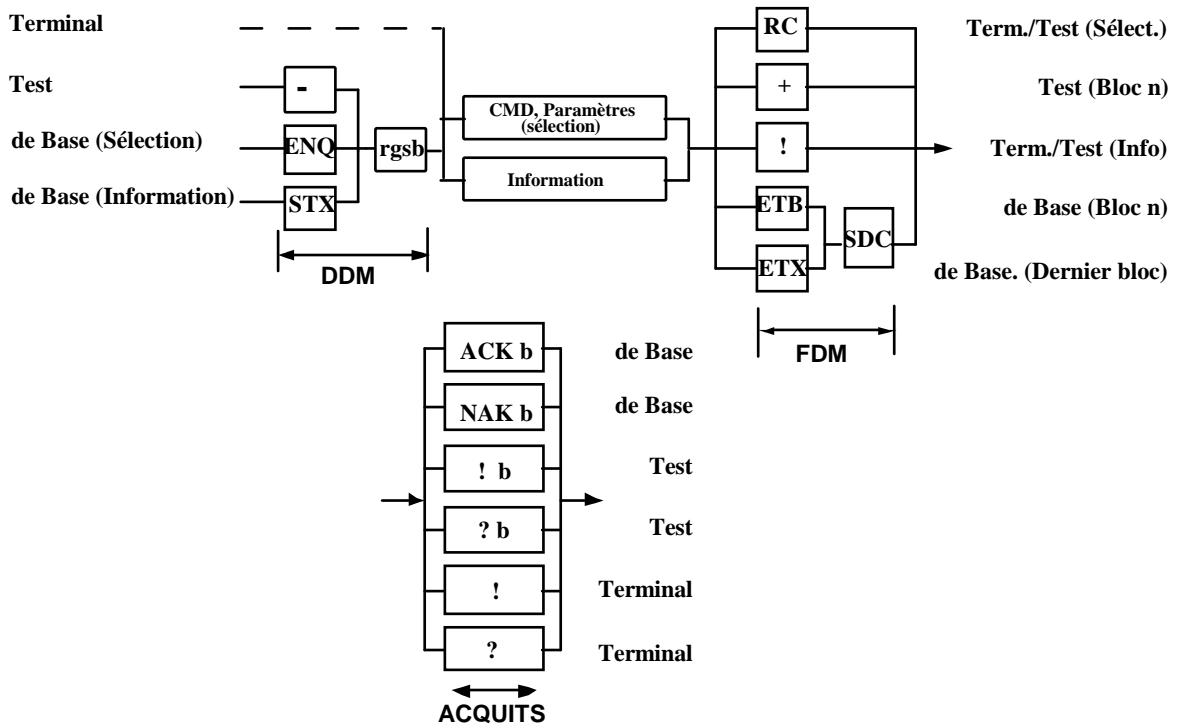 Terminal
Test
de Base (Sélection)
de Base (Information)
-
ENQ
STX
rgsb
DDM
CMD, Paramètres
(sélection)
Information
RC
+
!
ETB
ETX
SDC
FDM
Term./Test (Sélect.)
Test (Bloc n)
Term./Test (Info)
de Base (Bloc n)
de Base. (Dernier bloc)
ACK b de Base
NAK b de Base
! b Test
? b Test
! Terminal
? Terminal
ACQUITS